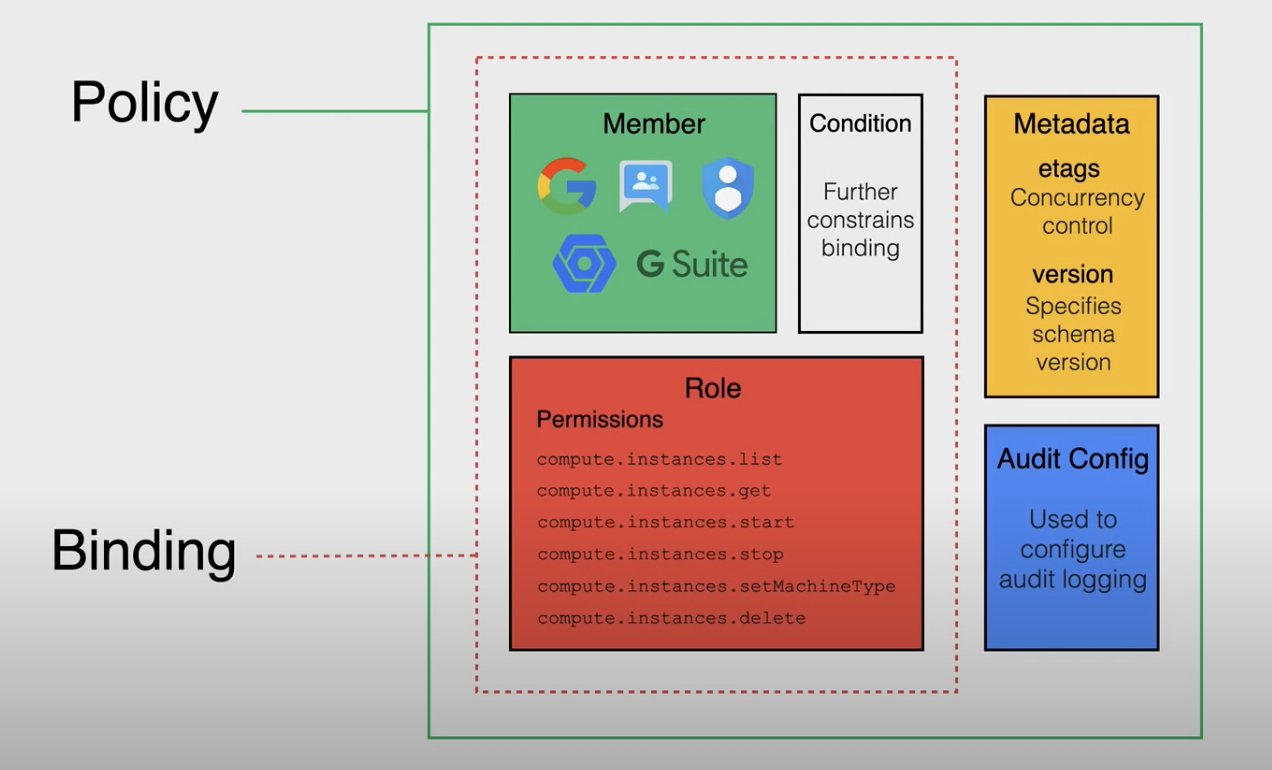 Policy
Member
G Suite
Condition
Further
constrains
binding
Metadata
etags
Concurrency
control
version
Specifies
schema
version
Role
Permissions
compute.instances.list
compute.instances.get
compute.instances.start
compute.instances.stop
compute.instances.setMachineType
compute.instances.delete
Audit Config
Used to
configure
audit logging
Binding